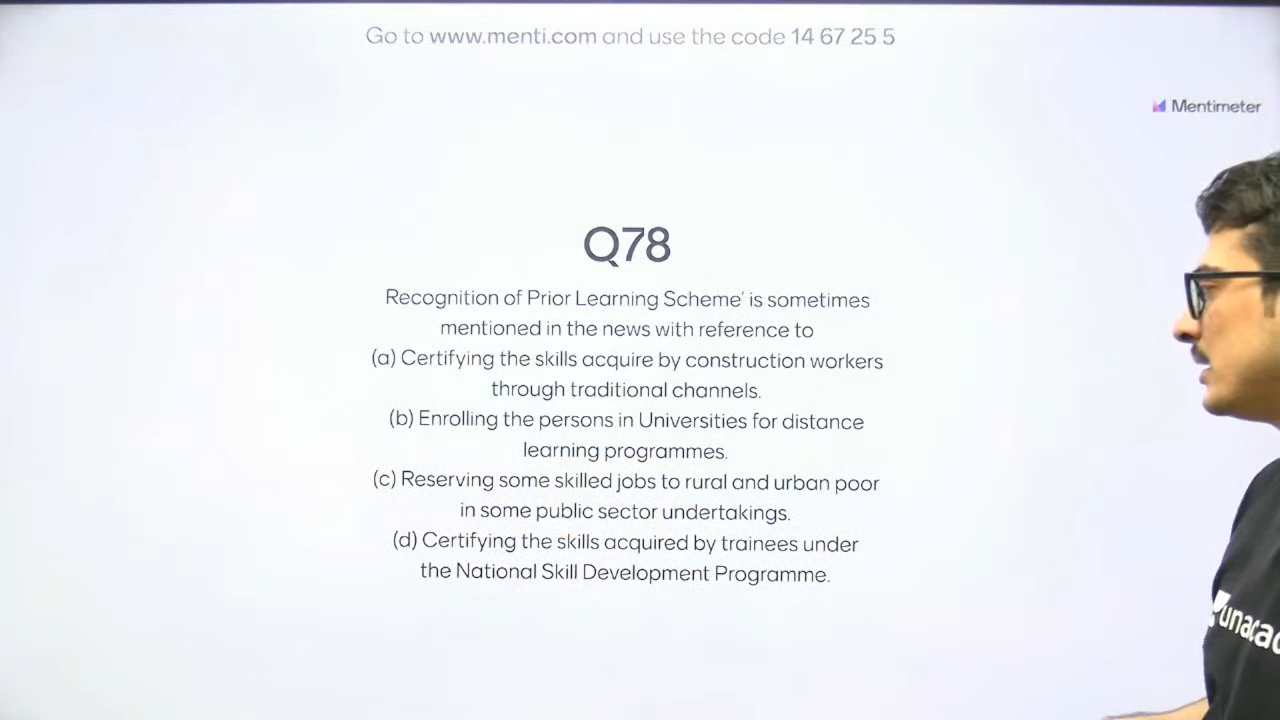 Go to www.menti.com and use the code 14 67 25 5
Mentimeter
Q78
Recognition of Prior Learning Scheme' is sometimes
mentioned in the news with reference to
(a) Certifying the skills acquire by construction workers
through traditional channels.
(b) Enrolling the persons in Universities for distance
learning programmes.
(c) Reserving some skilled jobs to rural and urban poor
in some public sector undertakings.
(d) Certifying the skills acquired by trainees under
the National Skill Development Programme.
unacad